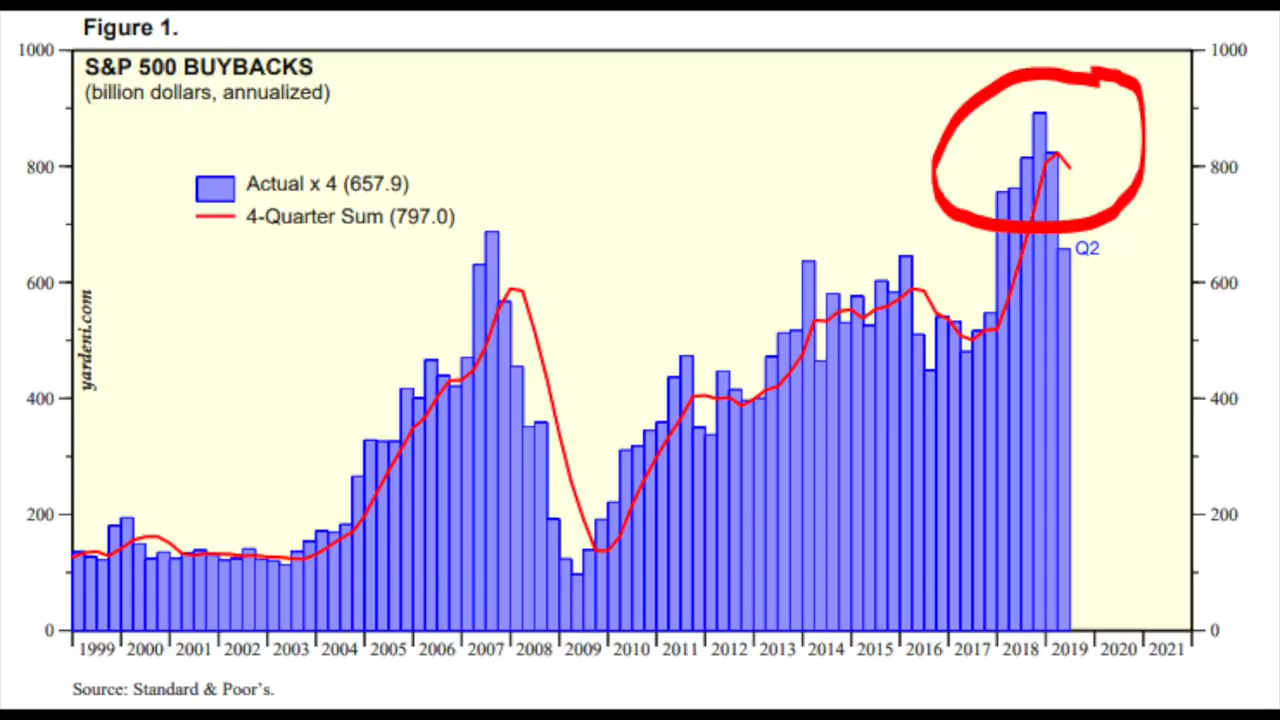 Figure 1.
1000
1000
S&P 500 BUYBACKS
(billion dollars, annualized)
800
800
Actual x 4 (657.9)
4-Quarter Sum (797.0)
Q2
600
600
yardeni.com
400
400
200
200
0
0
1999 2000 2001 2002 2003 2004 2005 2006 2007 2008 2009 2010 2011 2012 2013 2014 2015 2016 2017 2018 2019 2020 2021
Source: Standard & Poor's.